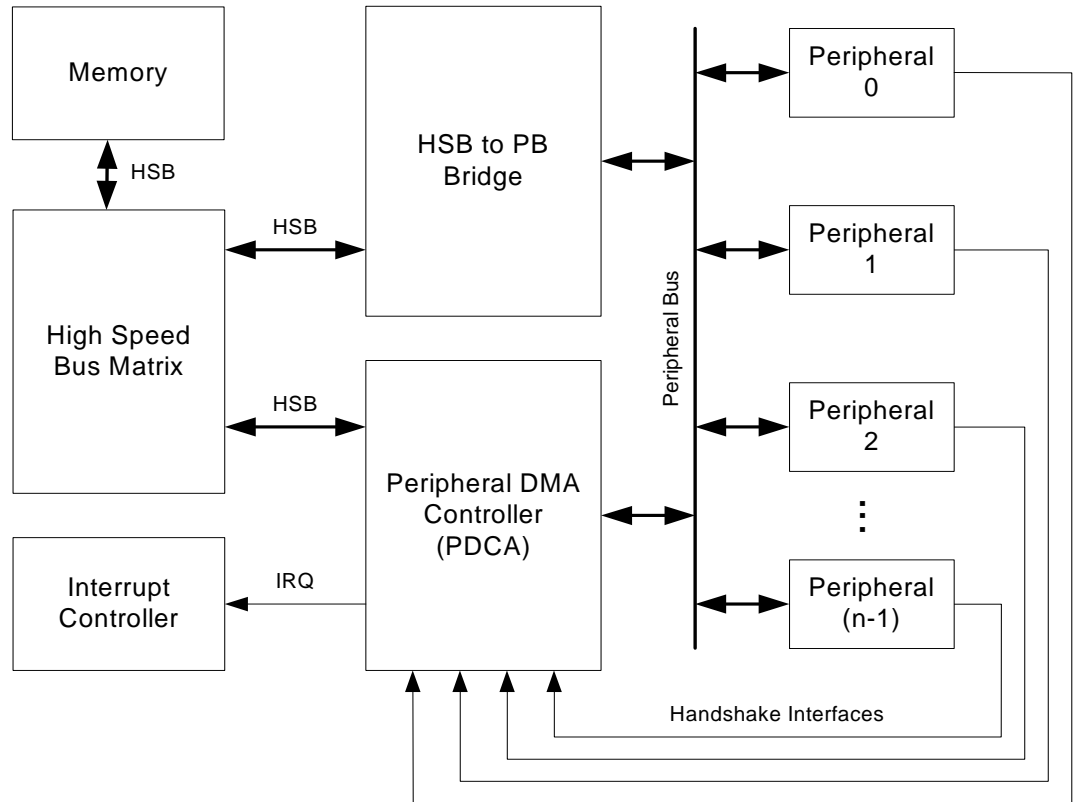 Memory
HSB
High Speed
Bus Matrix
HSB
HSB
Interrupt
Controller
IRQ
HSB to PB
Bridge
Peripheral DMA
Controller
(PDCA)
Peripheral Bus
Peripheral
0
Peripheral
1
Peripheral
2
...
Peripheral
(n-1)
Handshake Interfaces